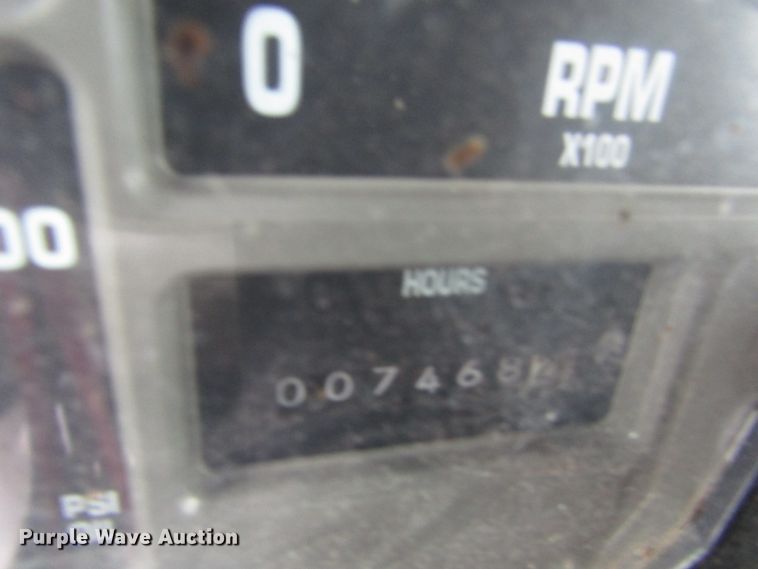 0
RPM
X100
00
HOURS
007468
PSI
Purple Wave Auction